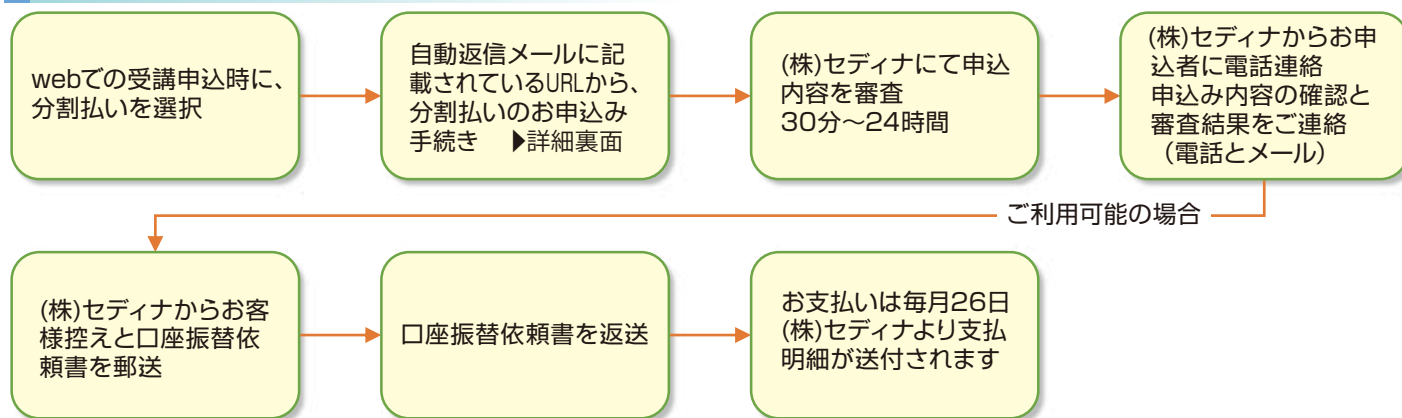 webでの受講申込時に、
分割払いを選択
自動返信メールに記
載されているURLから、
分割払いのお申込み
手続き　▶詳細裏面
(株)セディナにて申込
内容を審査
30分～24時間
(株)セディナからお申
込者に電話連絡
申込み内容の確認と
審査結果をご連絡
（電話とメール）
ご利用可能の場合
(株)セディナからお客
様控えと口座振替依
頼書を郵送
口座振替依頼書を返送
お支払いは毎月26日
(株)セディナより支払
明細が送付されます